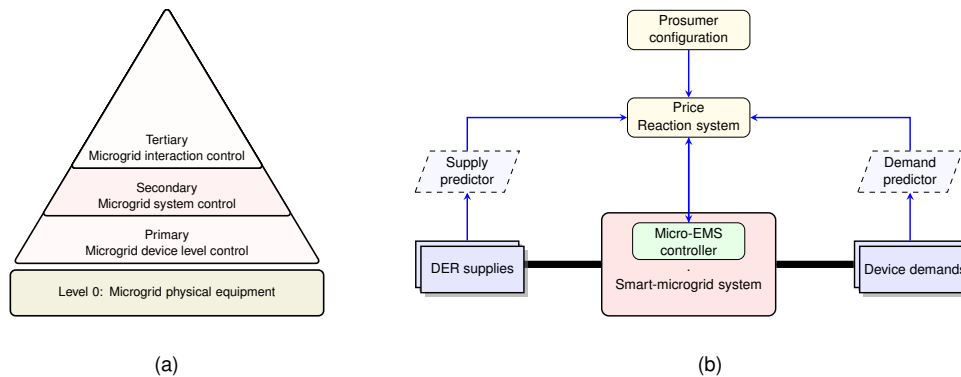 Tertiary
Microgrid interaction control
Secondary
Microgrid system control
Primary
Microgrid device level control
Level 0: Microgrid physical equipment
(a)
Prosumer
configuration
Price
Reaction system
Supply
predictor
Demand
predictor
Micro-EMS
controller
.
Smart-microgrid system
DER supplies
Device demands
(b)